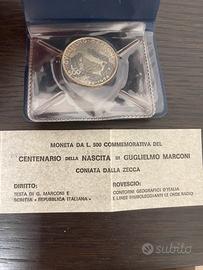 500
MONETA DA L. 500 COMMEMORATIVA DEL
CENTENARIO DELLA NASCITA DI GUGLIELMO MARCONI
CONIATA DALLA ZECCA
DIRITTO:
TESTA DI G. MARCONI E
SCRITTA «REPUBBLICA ITALIANA»
ROVESCIO:
CONTORNI GEOGRAFICI D'ITALIA
E LINEE SIMBOLEGGIANTI LE ONDE RADIO
subito